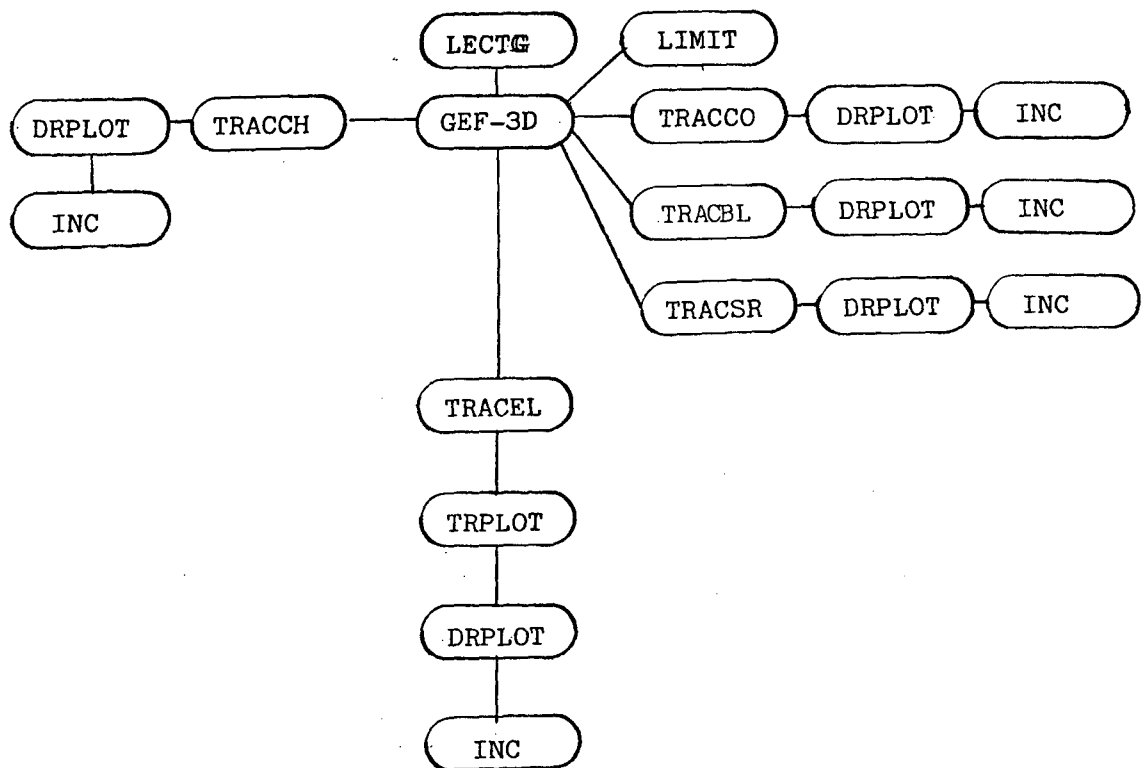 LECTG
LIMIT
DRPLOT
TRACCH
GEF-3D
TRACCO
DRPLOT
INC
INC
TRACBL
DRPLOT
INC
TRACSR
DRPLOT
INC
TRACEL
TRPLOT
DRPLOT
INC